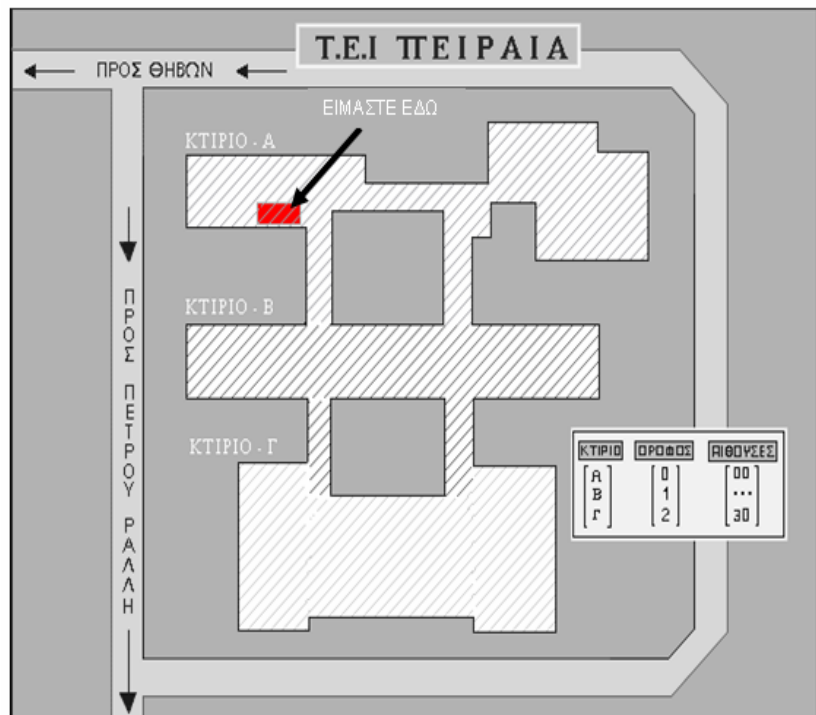 Τ.Ε.Ι ΠΕΙΡΑΙΑ
ΠΡΟΣ ΘΗΒΩΝ
ΕΙΜΑΣΤΕ ΕΔΩ
ΚΤΙΡΙΟ - Α
ΚΤΙΡΙΟ - Β
ΠΡΟΣ ΠΕΤΡΟΥ ΡΑΛΛΗ
ΚΤΙΡΙΟ - Γ
ΚΤΙΡΙΟ ΟΡΟΦΟΣ ΑΙΘΟΥΣΕΣ
Α 0 00
Β 1 ...
Γ 2 30